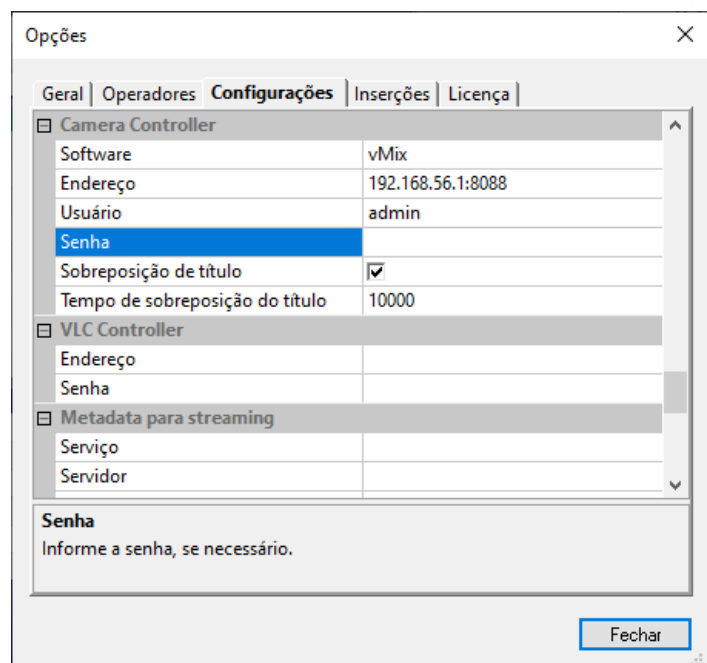 Opções
Geral Operadores Configurações Inserções Licença
Camera Controller
Software vMix
Endereço 192.168.56.1:8088
Usuário admin
Senha
Sobreposição de título
Tempo de sobreposição do título 10000
VLC Controller
Endereço
Senha
Metadata para streaming
Serviço
Servidor
Senha
Informe a senha, se necessário.
Fechar